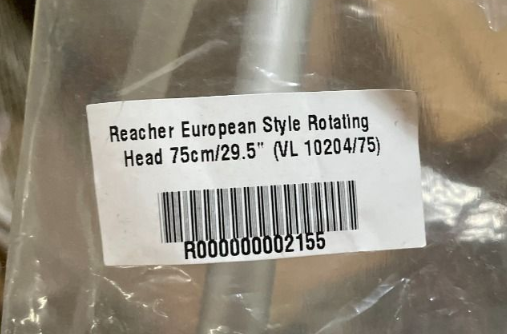 Reacher European Style Rotating
Head 75cm/29.5" (VL 10204/75)
R000000002155